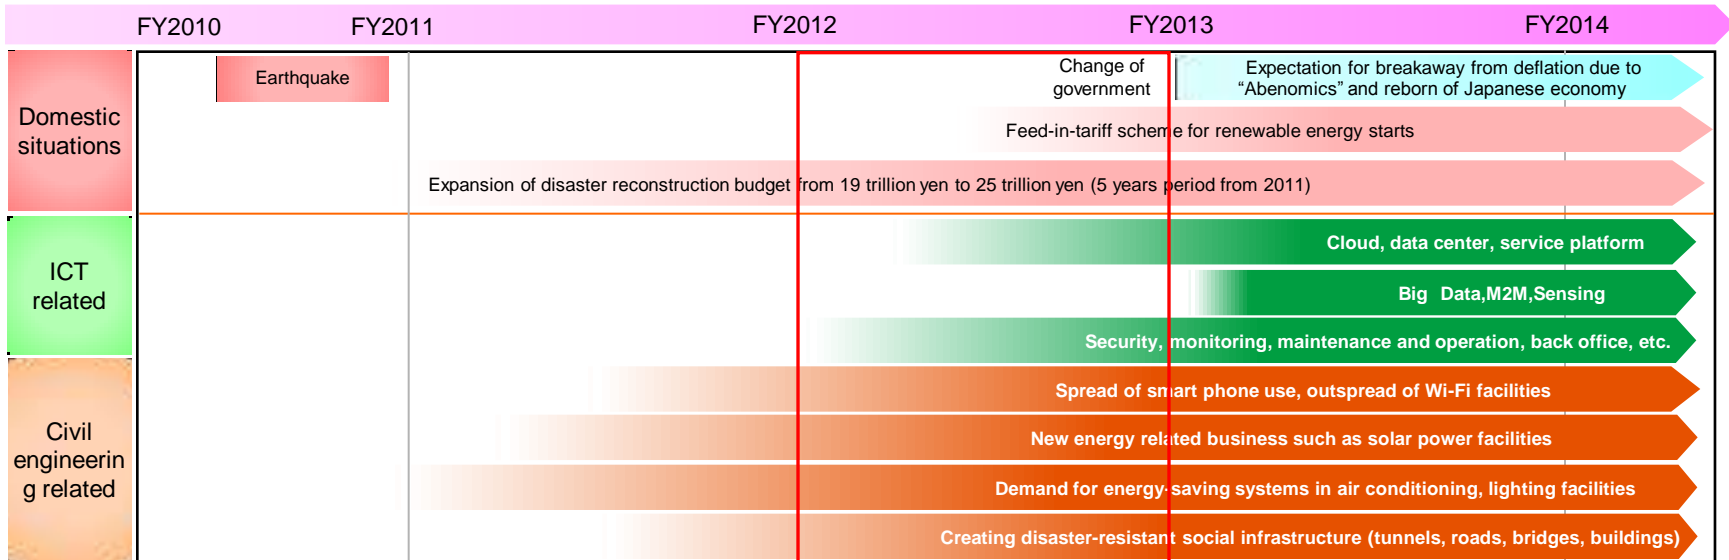 FY2010 FY2011 FY2012 FY2013 FY2014
Domestic
situations
Earthquake
Change of
government
Expectation for breakaway from deflation due to
“Abenomics” and reborn of Japanese economy
Feed-in-tariff scheme for renewable energy starts
Expansion of disaster reconstruction budget from 19 trillion yen to 25 trillion yen (5 years period from 2011)
ICT
related
Cloud, data center, service platform
Big Data,M2M,Sensing
Security, monitoring, maintenance and operation, back office, etc.
Civil
engineerin
g related
Spread of smart phone use, outspread of Wi-Fi facilities
New energy related business such as solar power facilities
Demand for energy-saving systems in air conditioning, lighting facilities
Creating disaster-resistant social infrastructure (tunnels, roads, bridges, buildings)